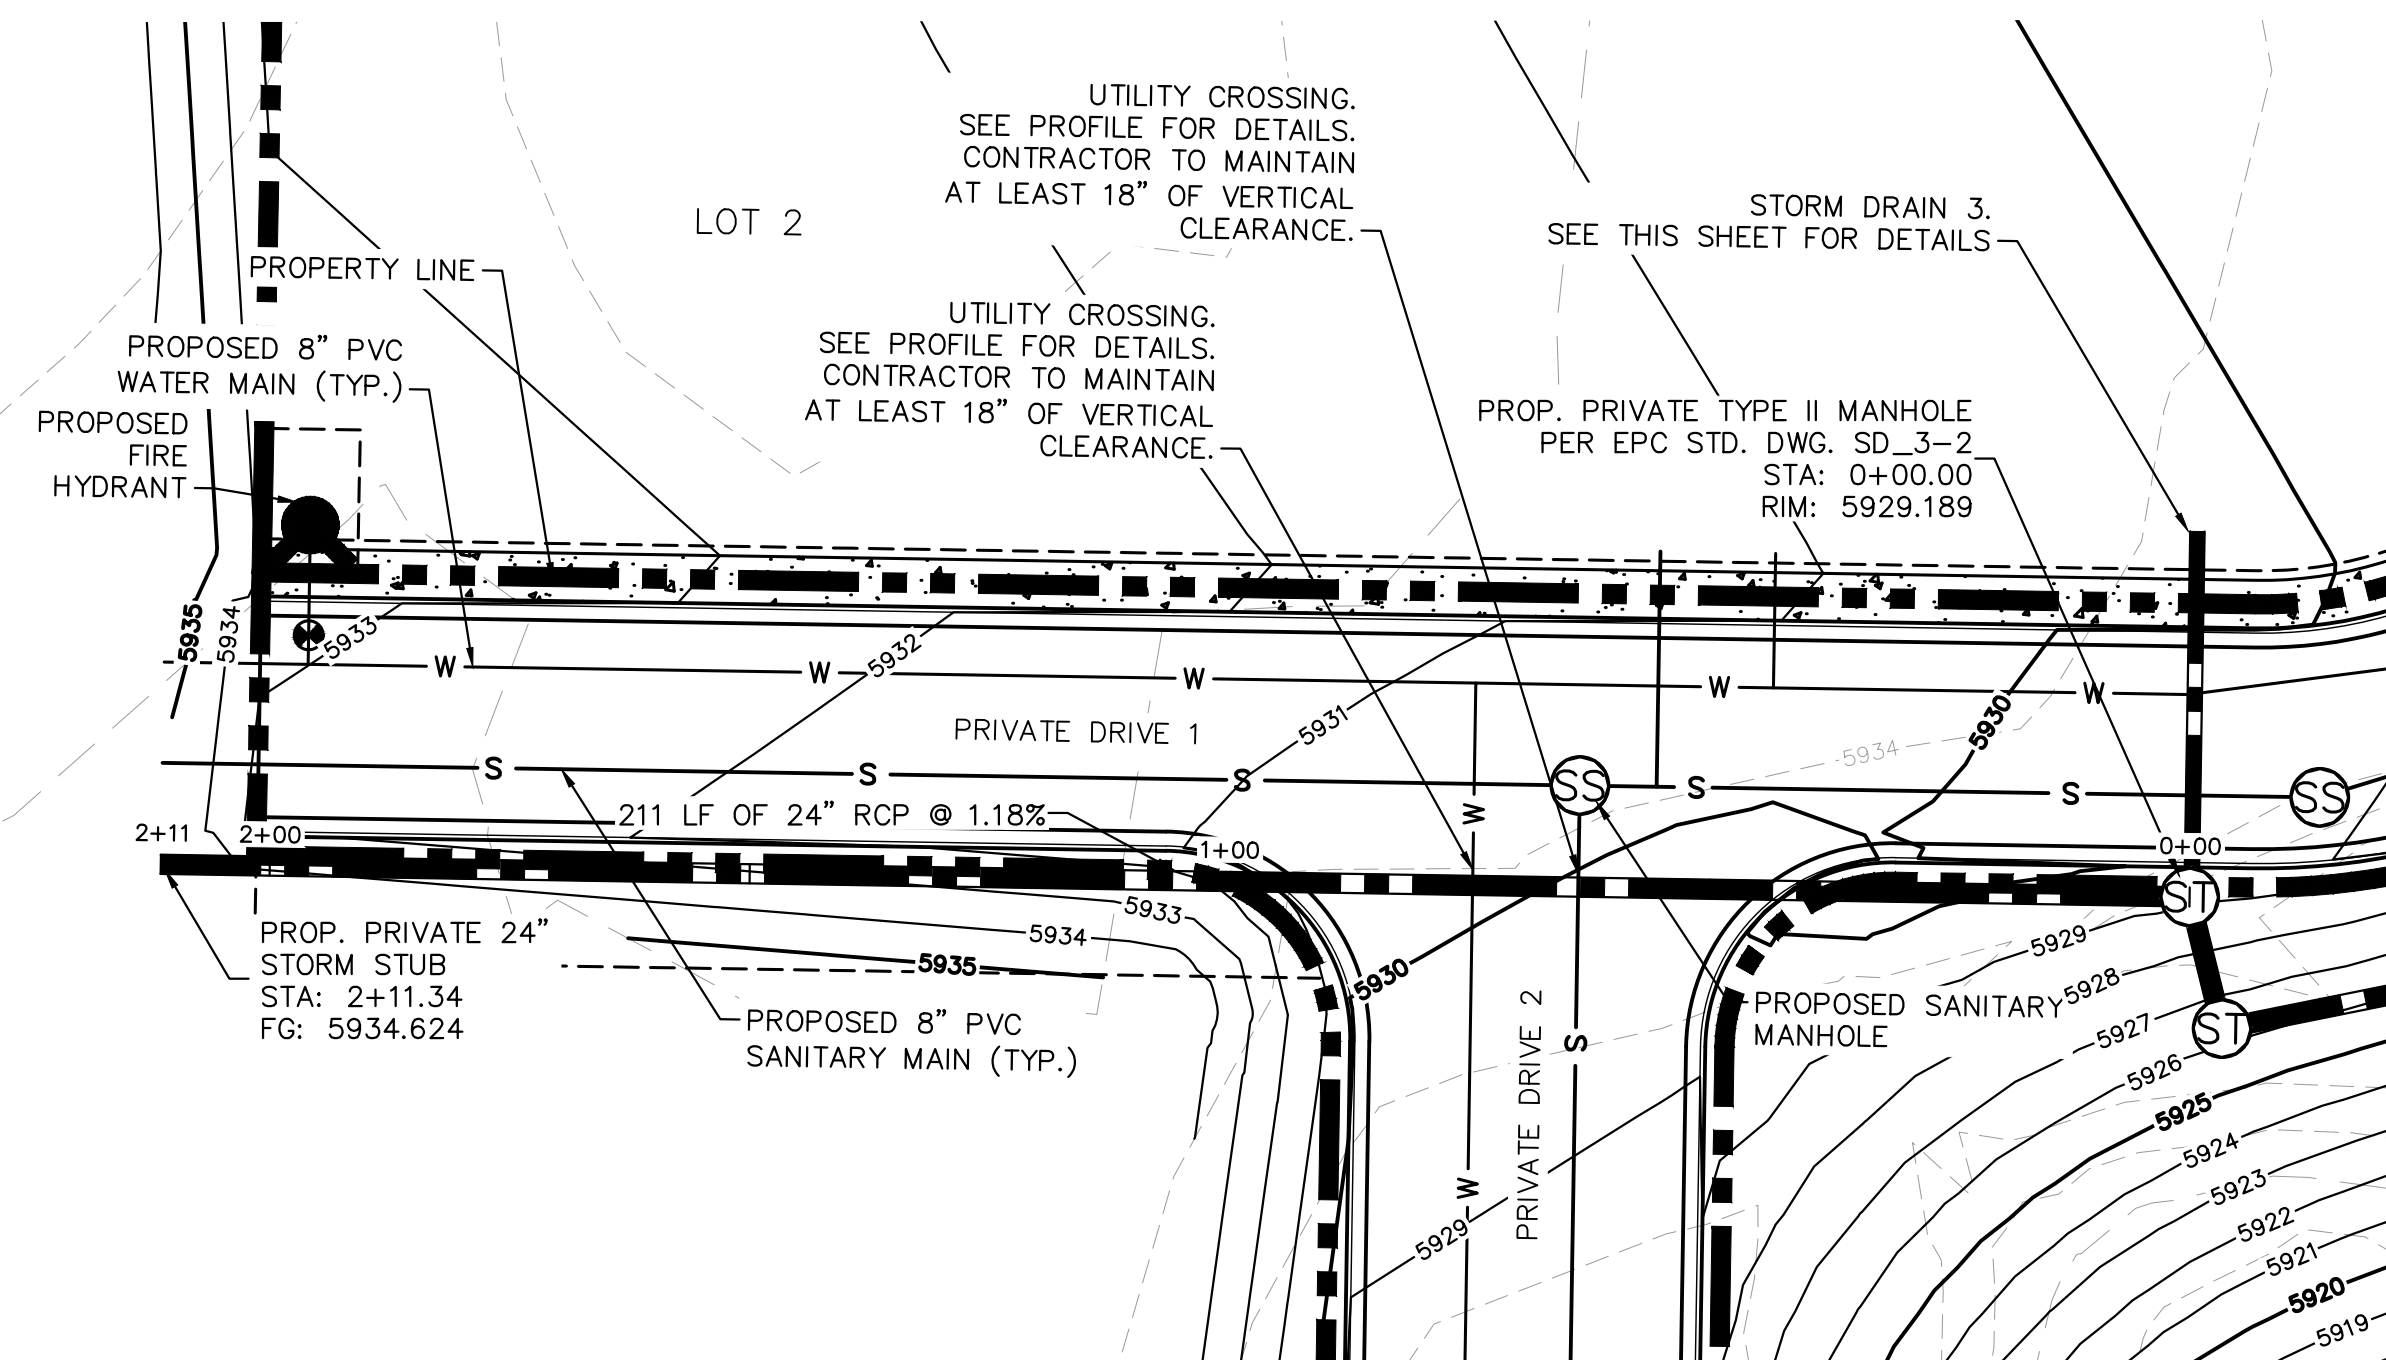 UTILITY CROSSING.
SEE PROFILE FOR DETAILS.
CONTRACTOR TO MAINTAIN
AT LEAST 18” OF VERTICAL
CLEARANCE.
LOT 2
STORM DRAIN 3.
SEE THIS SHEET FOR DETAILS
PROPERTY LINE
UTILITY CROSSING.
SEE PROFILE FOR DETAILS.
CONTRACTOR TO MAINTAIN
AT LEAST 18” OF VERTICAL
CLEARANCE.
PROPOSED 8” PVC
WATER MAIN (TYP.)
PROPOSED
FIRE
HYDRANT
PROP. PRIVATE TYPE II MANHOLE
PER EPC STD. DWG. SD_3-2
STA: 0+00.00
RIM: 5929.189
5935
5934
5933
5932
5931
5930
5934
W
W
W
W
W
PRIVATE DRIVE 1
S
S
S
SS
S
S
SS
211 LF OF 24” RCP @ 1.18%
W
2+11
2+00
1+00
0+00
ST
5933
5934
5935
5930
5929
5928
5927
5926
5925
5924
5923
5922
5921
5920
5919
PROP. PRIVATE 24”
STORM STUB
STA: 2+11.34
FG: 5934.624
PROPOSED 8” PVC
SANITARY MAIN (TYP.)
PROPOSED SANITARY
MANHOLE
ST
S
W
PRIVATE DRIVE 2
5929